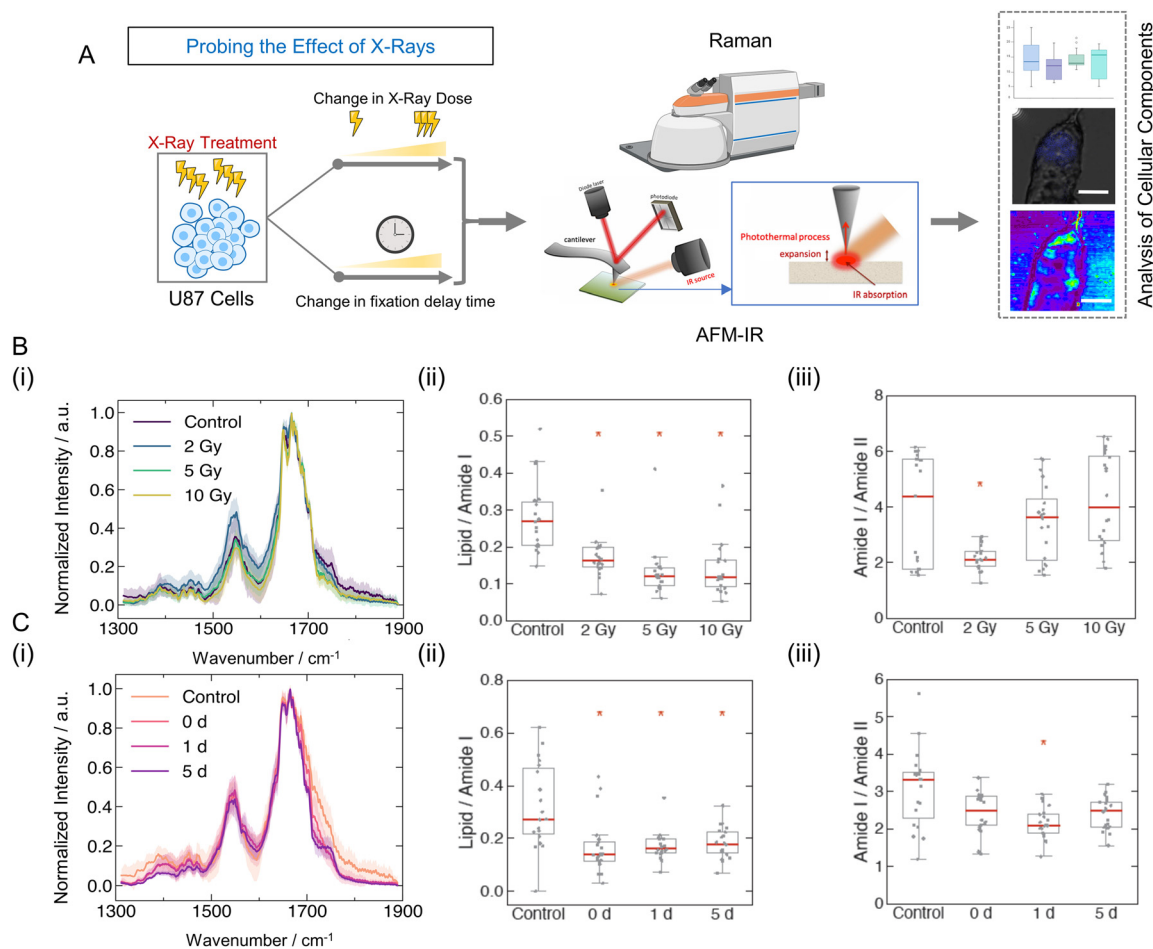 A
Probing the Effect of X-Rays
Change in X-Ray Dose
X-Ray Treatment
U87 Cells
Change in fixation delay time
Raman
Diode laser
photodiode
cantilever
IR source
Photothermal process
expansion
IR absorption
AFM-IR
Analysis of Cellular Components
B
(i)
Normalized Intensity / a.u.
1.0
0.8
0.6
0.4
0.2
0.0
Control
2 Gy
5 Gy
10 Gy
1300 1500 1700 1900
Wavenumber / cm-1
(ii)
Lipid / Amide I
0.6
0.5
0.4
0.3
0.2
0.1
0.0
*
*
*
Control 2 Gy 5 Gy 10 Gy
(iii)
Amide I / Amide II
8
6
4
2
0
*
Control 2 Gy 5 Gy 10 Gy
C
(i)
Normalized Intensity / a.u.
1.0
0.8
0.6
0.4
0.2
0.0
Control
0 d
1 d
5 d
1300 1500 1700 1900
Wavenumber / cm-1
(ii)
Lipid / Amide I
0.8
0.6
0.4
0.2
0.0
*
*
*
Control 0 d 1 d 5 d
(iii)
Amide I / Amide II
6
5
4
3
2
1
0
*
Control 0 d 1 d 5 d